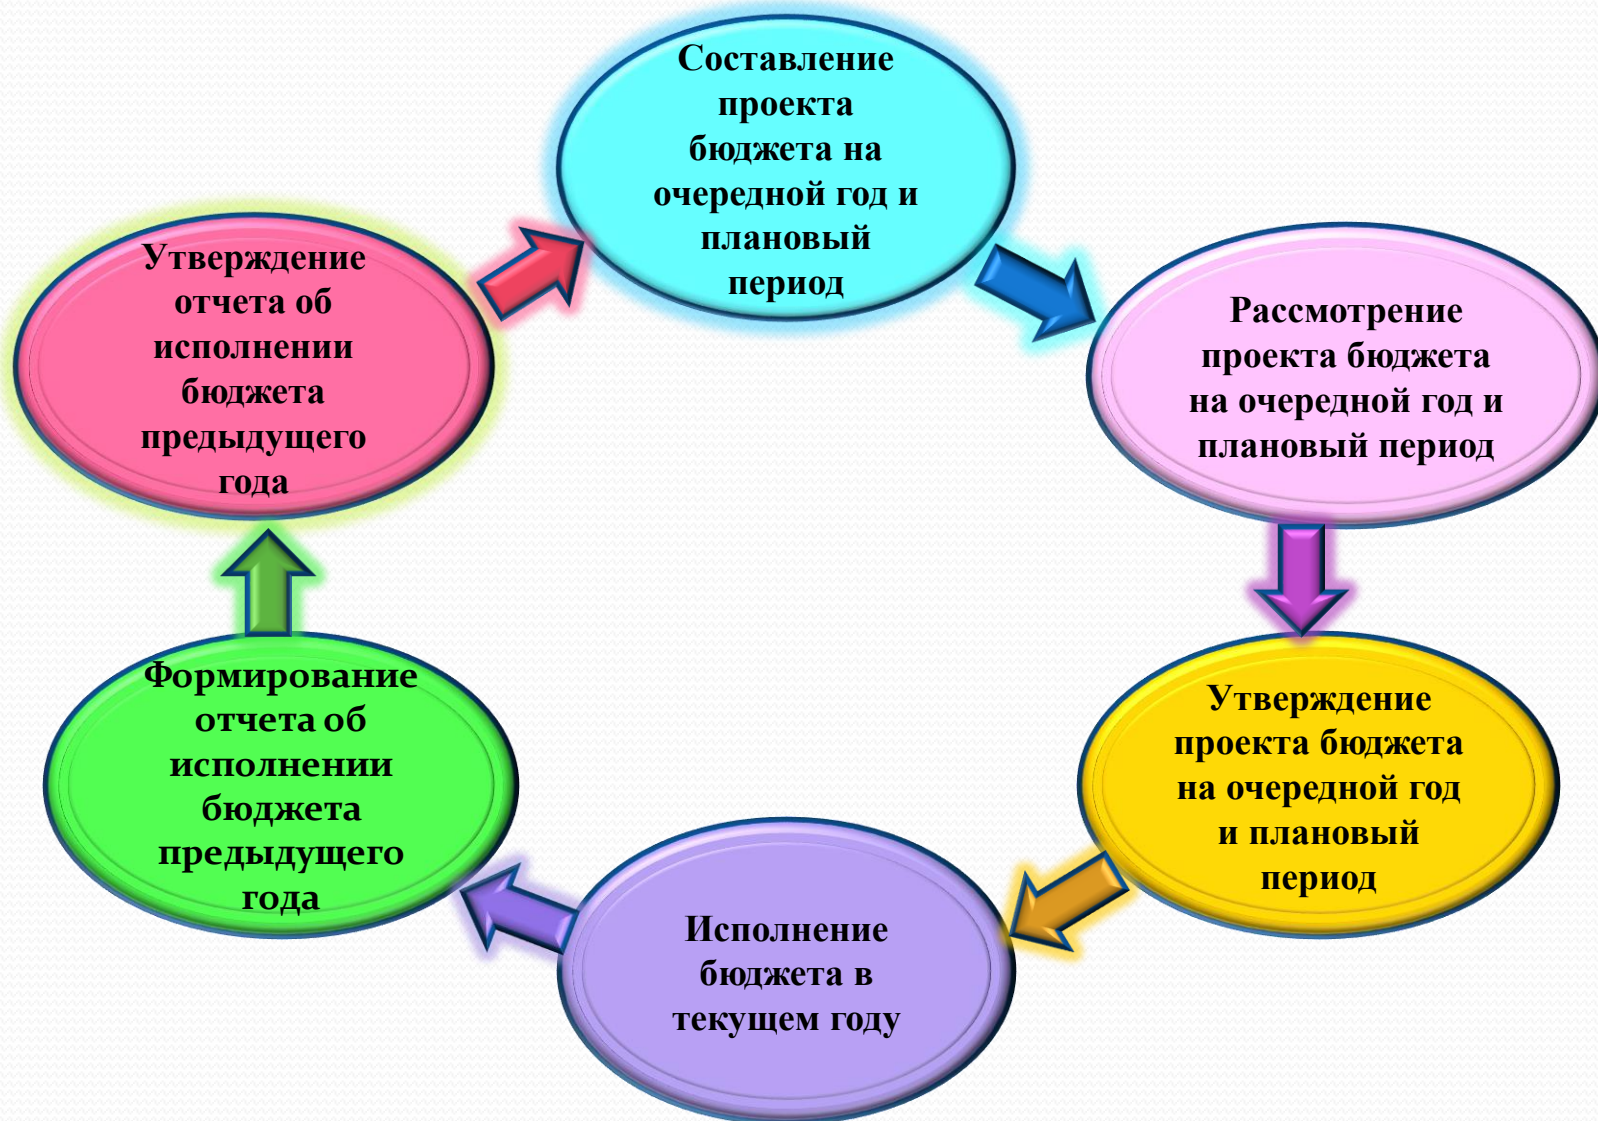 Составление
проекта
бюджета на
очередной год и
плановый
период
Рассмотрение
проекта бюджета
на очередной год и
плановый период
Утверждение
проекта бюджета
на очередной год
и плановый
период
Исполнение
бюджета в
текущем году
Формирование
отчета об
исполнении
бюджета
предыдущего
года
Утверждение
отчета об
исполнении
бюджета
предыдущего
года